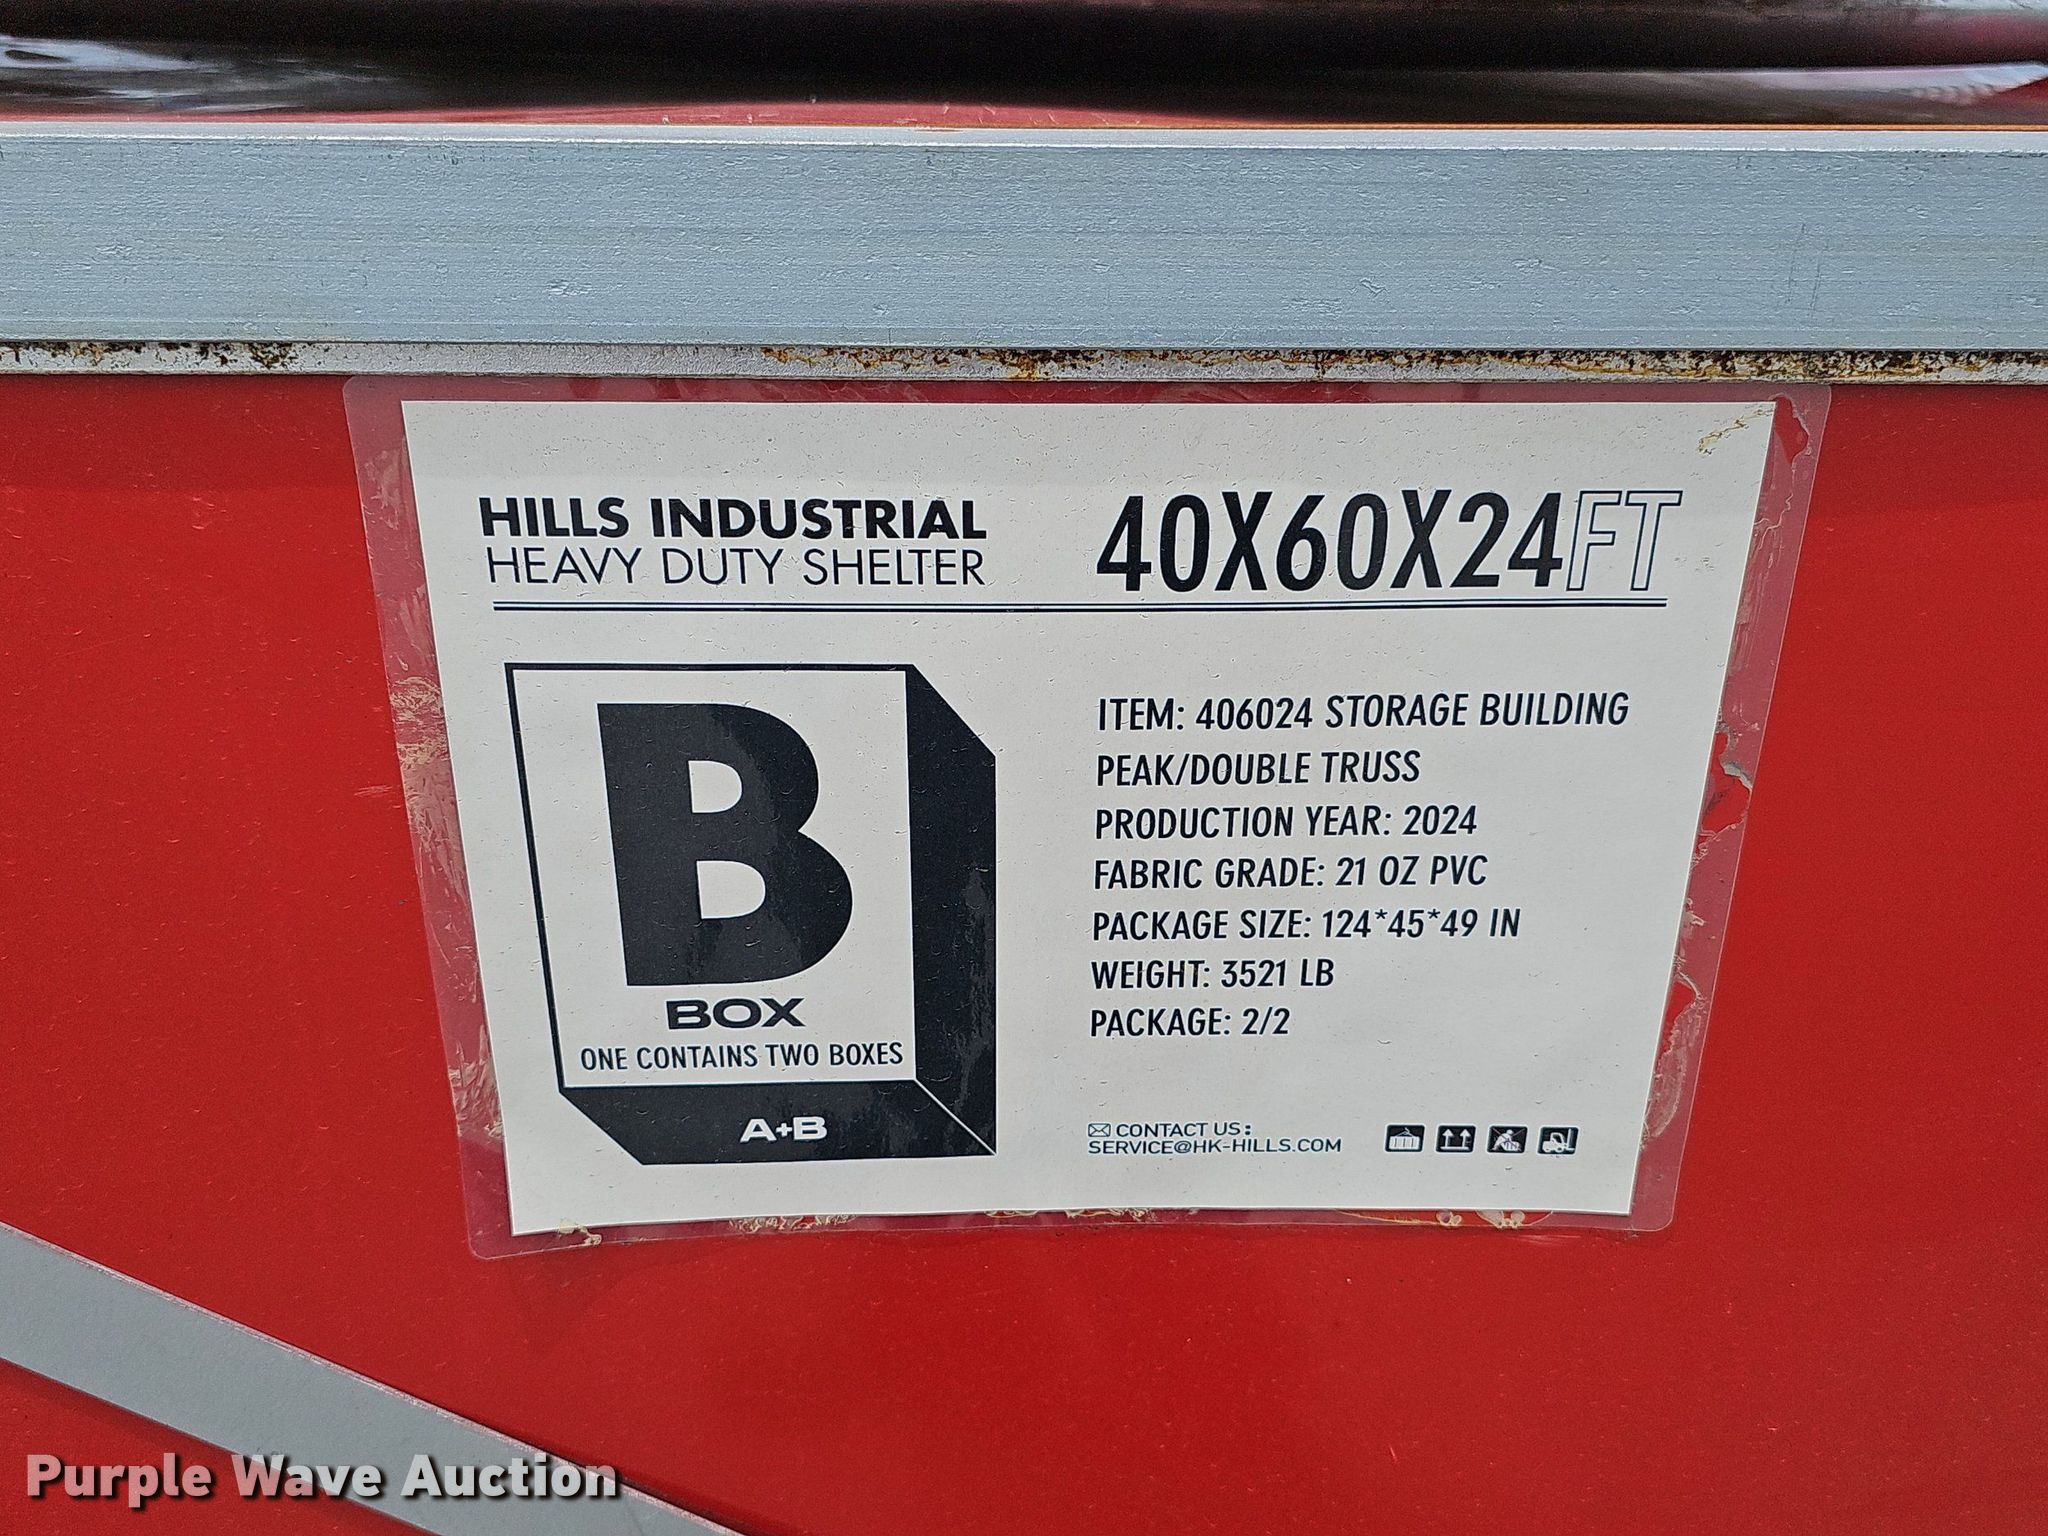 HILLS INDUSTRIAL
HEAVY DUTY SHELTER
40X60X24FT
B
BOX
ONE CONTAINS TWO BOXES
A+B
ITEM: 406024 STORAGE BUILDING
PEAK/DOUBLE TRUSS
PRODUCTION YEAR: 2024
FABRIC GRADE: 21 OZ PVC
PACKAGE SIZE: 124*45*49 IN
WEIGHT: 3521 LB
PACKAGE: 2/2
CONTACT US:
SERVICE@HK-HILLS.COM
Purple Wave Auction